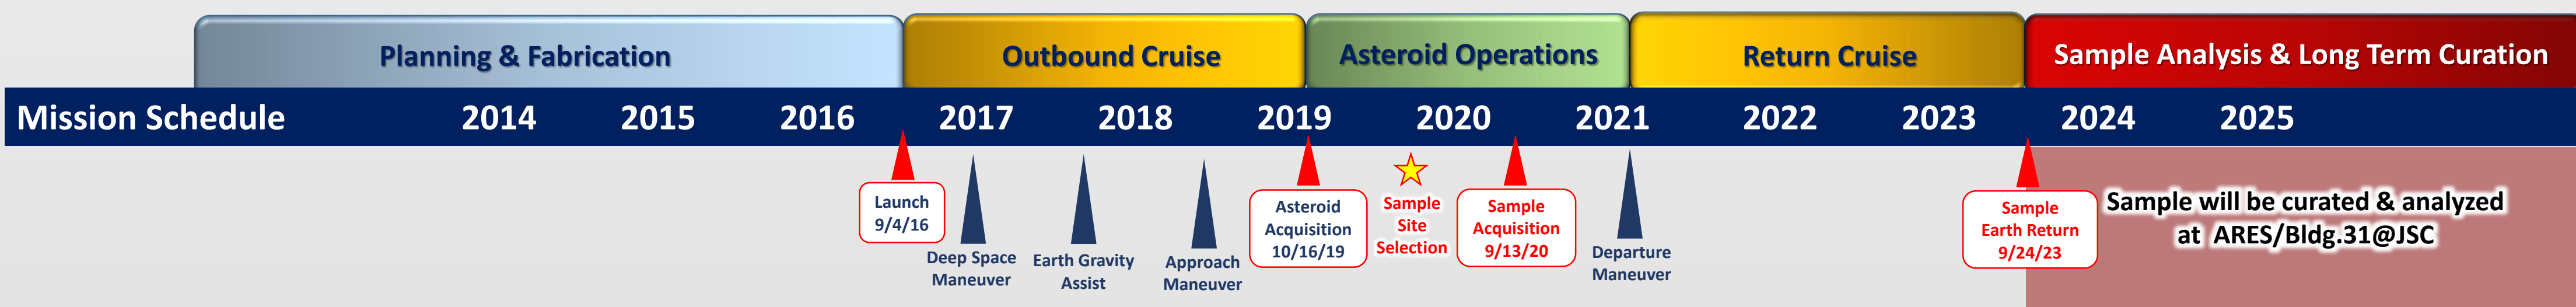 Planning & Fabrication
Outbound Cruise
Asteroid Operations
Return Cruise
Sample Analysis & Long Term Curation
Mission Schedule
2014
2015
2016
2017
2018
2019
2020
2021
2022
2023
2024
2025
Launch
9/4/16
Deep Space
Maneuver
Earth Gravity
Assist
Approach
Maneuver
Asteroid
Acquisition
10/16/19
Sample
Site
Selection
Sample
Acquisition
9/13/20
Departure
Maneuver
Sample
Earth Return
9/24/23
Sample will be curated & analyzed
at ARES/Bldg.31@JSC